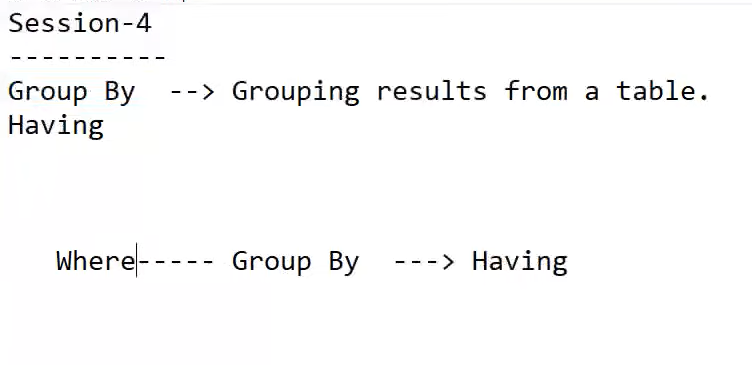 Session-4
----------
Group By  --> Grouping results from a table.
Having
Where----- Group By  ---> Having